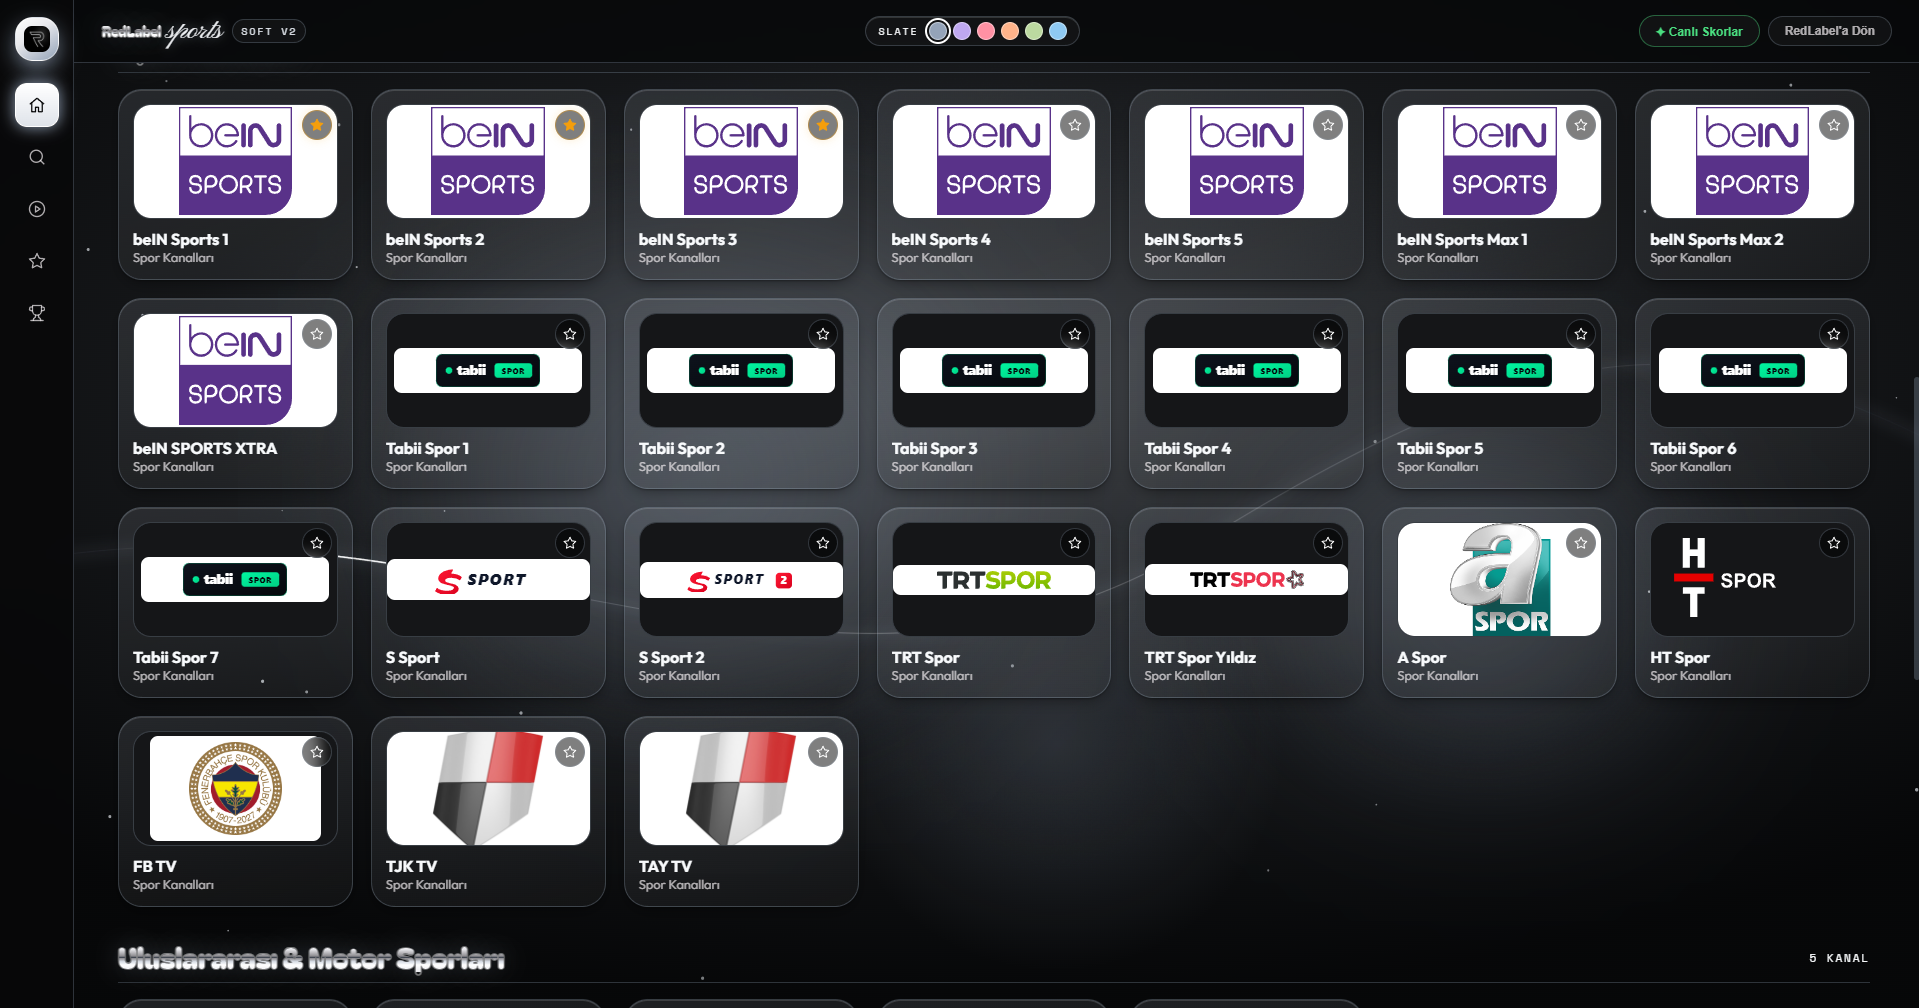 RedLabel sports SOFT V2
SLATE
✦ Canlı Skorlar
RedLabel'a Dön
beIN SPORTS
beIN SPORTS
beIN SPORTS
beIN SPORTS
beIN SPORTS
beIN SPORTS
beIN SPORTS
beIN Sports 1
Spor Kanalları
beIN Sports 2
Spor Kanalları
beIN Sports 3
Spor Kanalları
beIN Sports 4
Spor Kanalları
beIN Sports 5
Spor Kanalları
beIN Sports Max 1
Spor Kanalları
beIN Sports Max 2
Spor Kanalları
beIN SPORTS
tabii SPOR
tabii SPOR
tabii SPOR
tabii SPOR
tabii SPOR
tabii SPOR
beIN SPORTS XTRA
Spor Kanalları
Tabii Spor 1
Spor Kanalları
Tabii Spor 2
Spor Kanalları
Tabii Spor 3
Spor Kanalları
Tabii Spor 4
Spor Kanalları
Tabii Spor 5
Spor Kanalları
Tabii Spor 6
Spor Kanalları
tabii SPOR
S SPORT
S SPORT 2
TRTSPOR
TRTSPOR
a SPOR
HT SPOR
Tabii Spor 7
Spor Kanalları
S Sport
Spor Kanalları
S Sport 2
Spor Kanalları
TRT Spor
Spor Kanalları
TRT Spor Yıldız
Spor Kanalları
A Spor
Spor Kanalları
HT Spor
Spor Kanalları
FENERBAHÇE SPOR KULÜBÜ
1907-2027
FB TV
Spor Kanalları
TJK TV
Spor Kanalları
TAY TV
Spor Kanalları
Uluslararası & Motor Sporları
5 KANAL